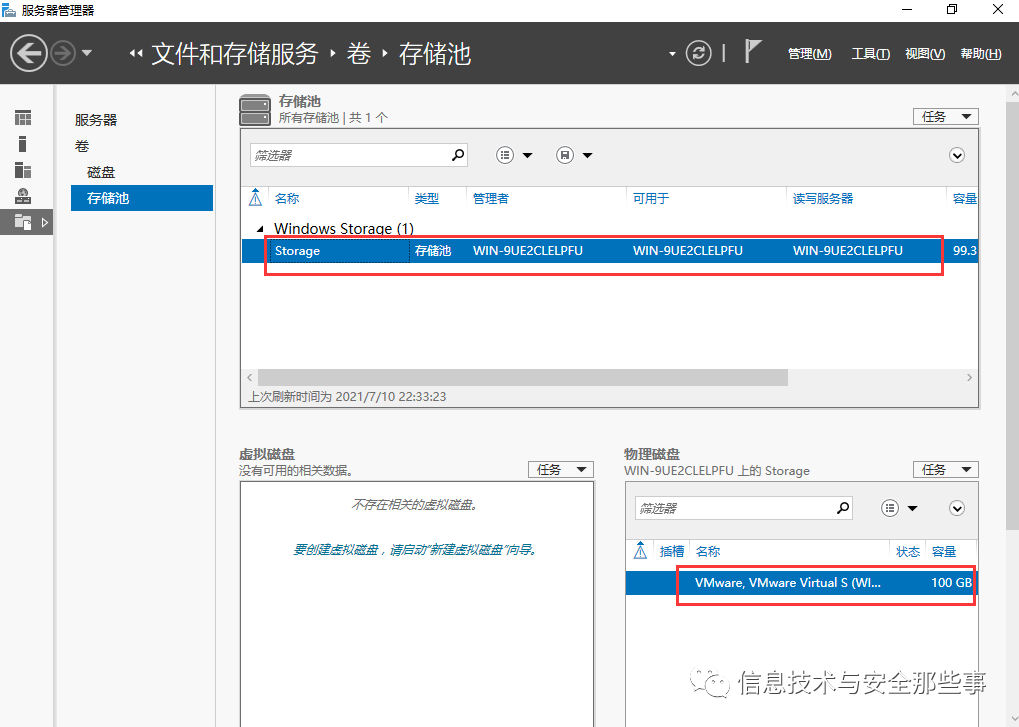 服务器管理器
文件和存储服务 卷 存储池
管理(M) 工具(T) 视图(V) 帮助(H)
服务器
卷
磁盘
存储池
存储池
所有存储池 | 共 1 个
任务
筛选器
名称 类型 管理者 可用于 读写服务器 容量
Windows Storage (1)
Storage 存储池 WIN-9UE2CLELPFU WIN-9UE2CLELPFU WIN-9UE2CLELPFU 99.3
上次刷新时间为 2021/7/10 22:33:23
虚拟磁盘
没有可用的相关数据。
任务
不存在相关的虚拟磁盘。
要创建虚拟磁盘，请启动“新建虚拟磁盘”向导。
物理磁盘
WIN-9UE2CLELPFU 上的 Storage
任务
筛选器
插槽 名称 状态 容量
VMware, VMware Virtual S (WI... 100 GB
信息技术与安全那些事